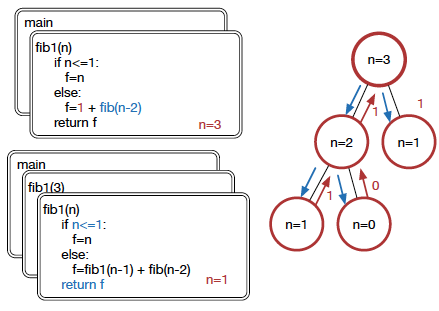 main
fib1(n)
if n<=1:
f=n
else:
f=1 + fib(n-2)
return f
n=3
main
fib1(3)
fib1(n)
if n<=1:
f=n
else:
f=fib1(n-1) + fib(n-2)
return f
n=1
n=3
1
1
n=2
n=1
1
0
n=1
n=0